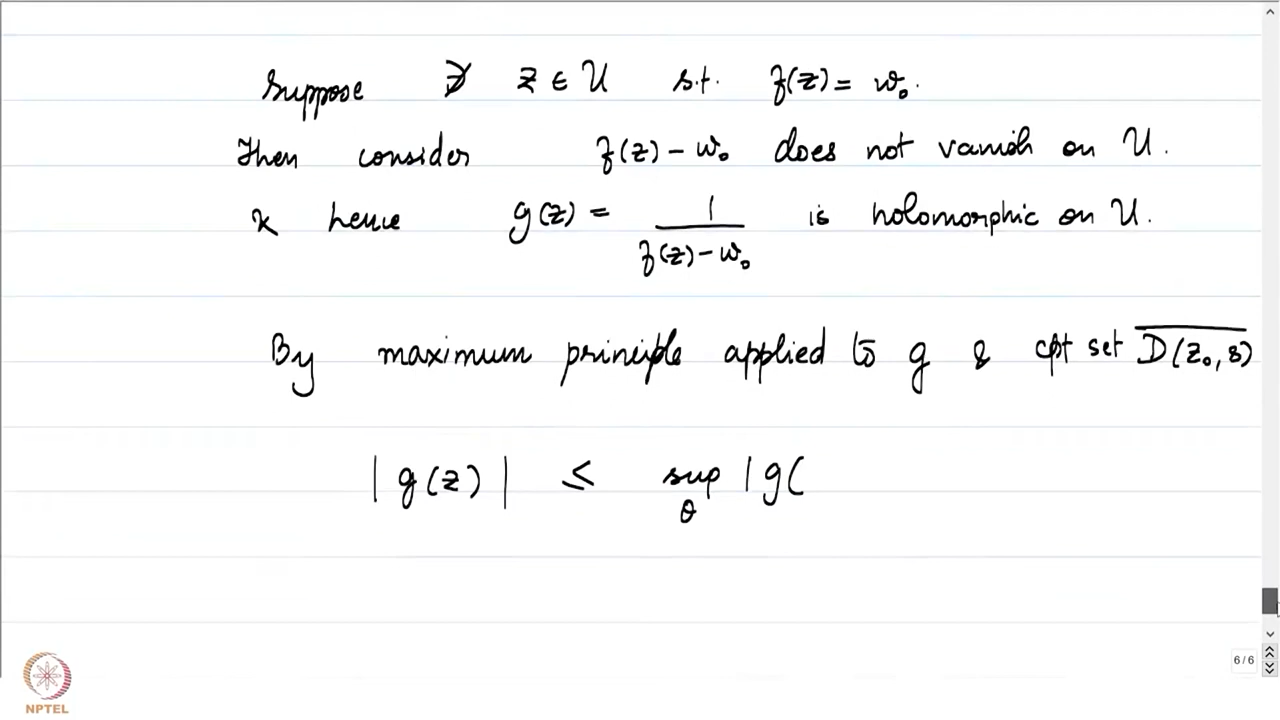 Suppose ∄ z ∈ U s.t. f(z) = w₀.
Then consider f(z) - w₀ does not vanish on U.
& hence g(z) = 1/(f(z) - w₀) is holomorphic on U.
By maximum principle applied to g & cpt set \overline{D(z₀, s)}
|g(z)| ≤ sup_θ |g(
6 / 6
NPTEL